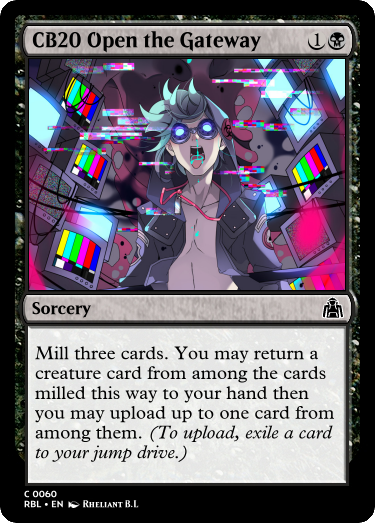 CB20 Open the Gateway 1
Sorcery
Mill three cards. You may return a
creature card from among the cards
milled this way to your hand then
you may upload up to one card from
among them. (To upload, exile a card
to your jump drive.)
C 0060
RBL • EN RHELIANT B.L